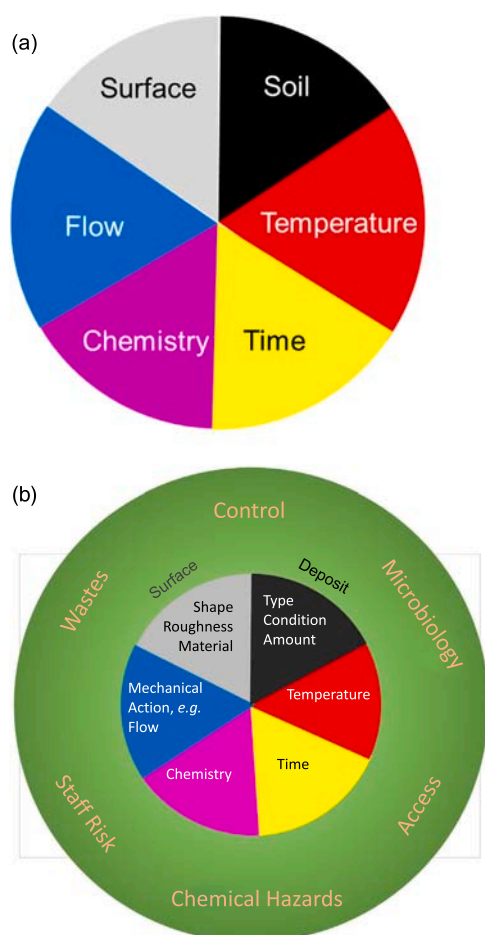 (a)
Surface
Soil
Flow
Temperature
Chemistry
Time
(b)
Control
Wastes
Microbiology
Surface
Deposit
Shape
Roughness
Material
Type
Condition
Amount
Mechanical
Action, e.g.
Flow
Temperature
Chemistry
Time
Staff Risk
Access
Chemical Hazards